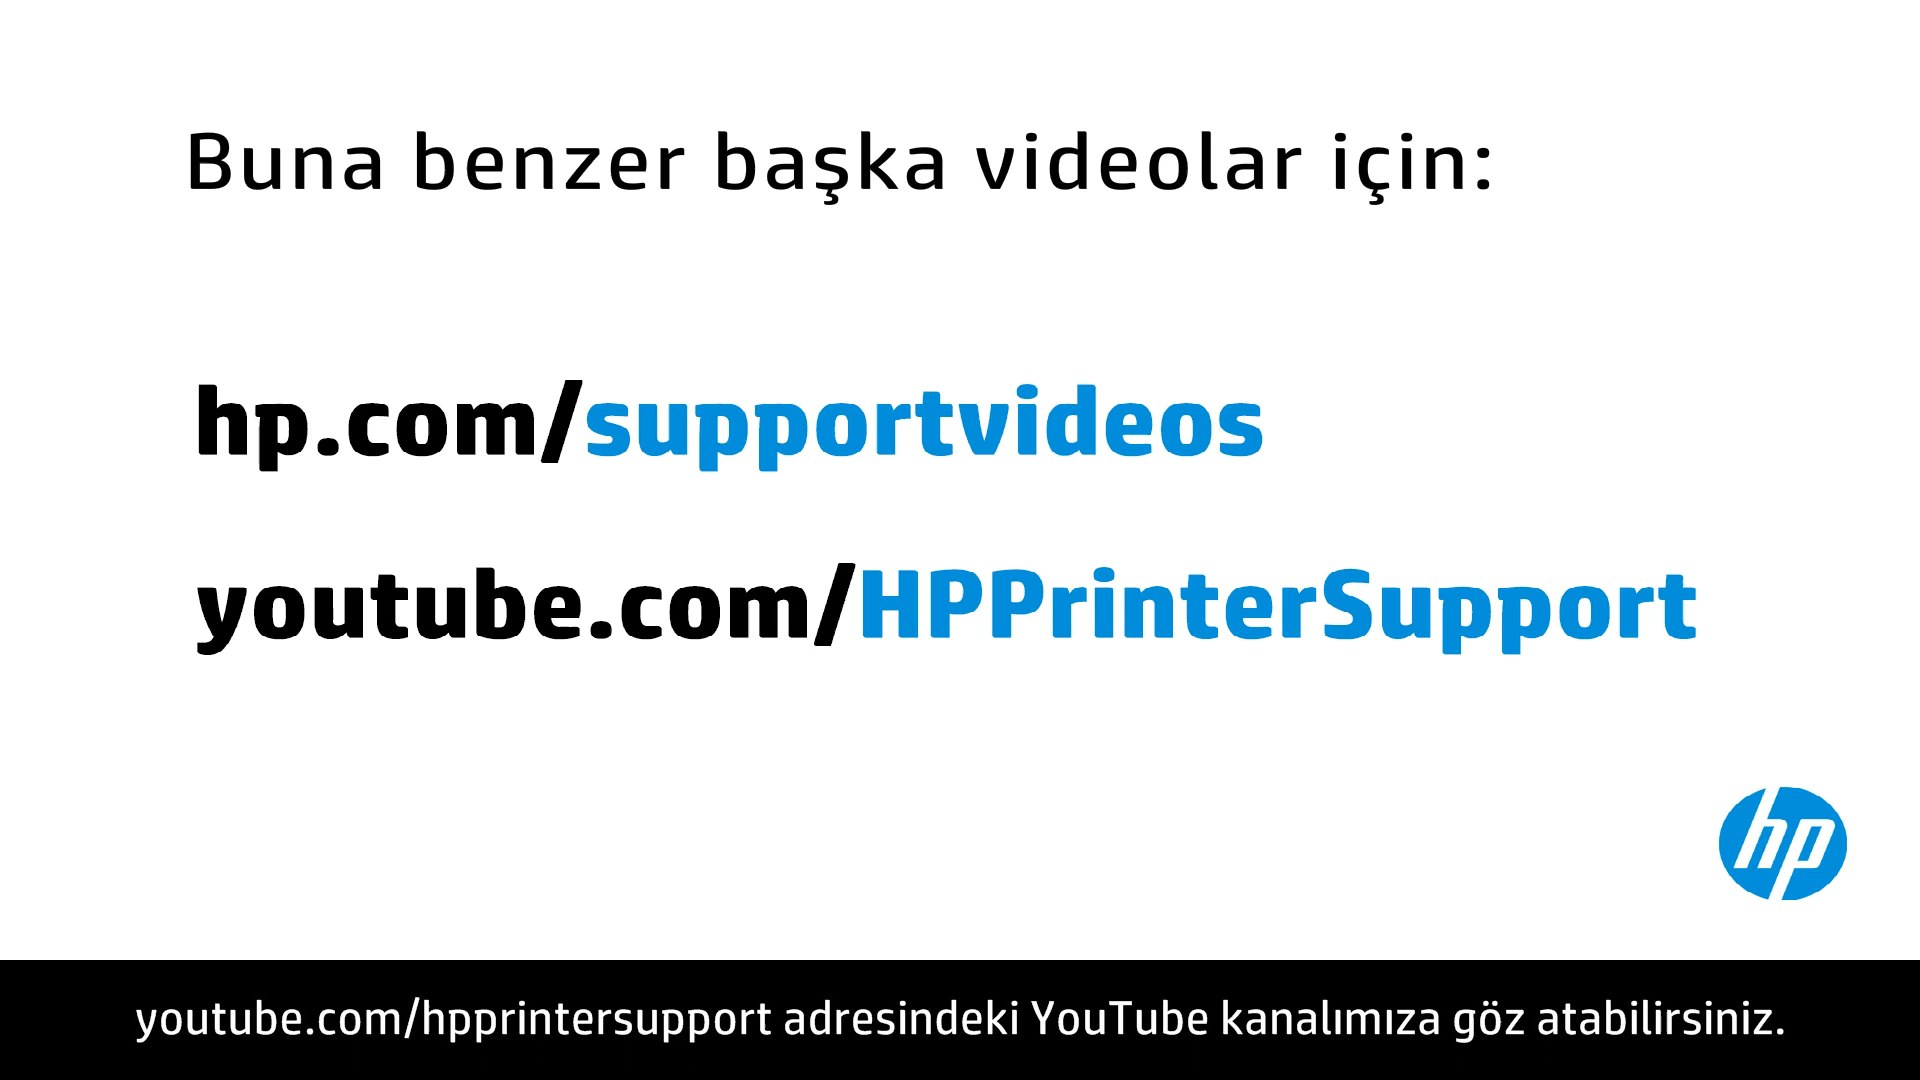 Buna benzer başka videolar için:
hp.com/supportvideos
youtube.com/HPPrinterSupport
hp
youtube.com/hpprintersupport adresindeki YouTube kanalımıza göz atabilirsiniz.